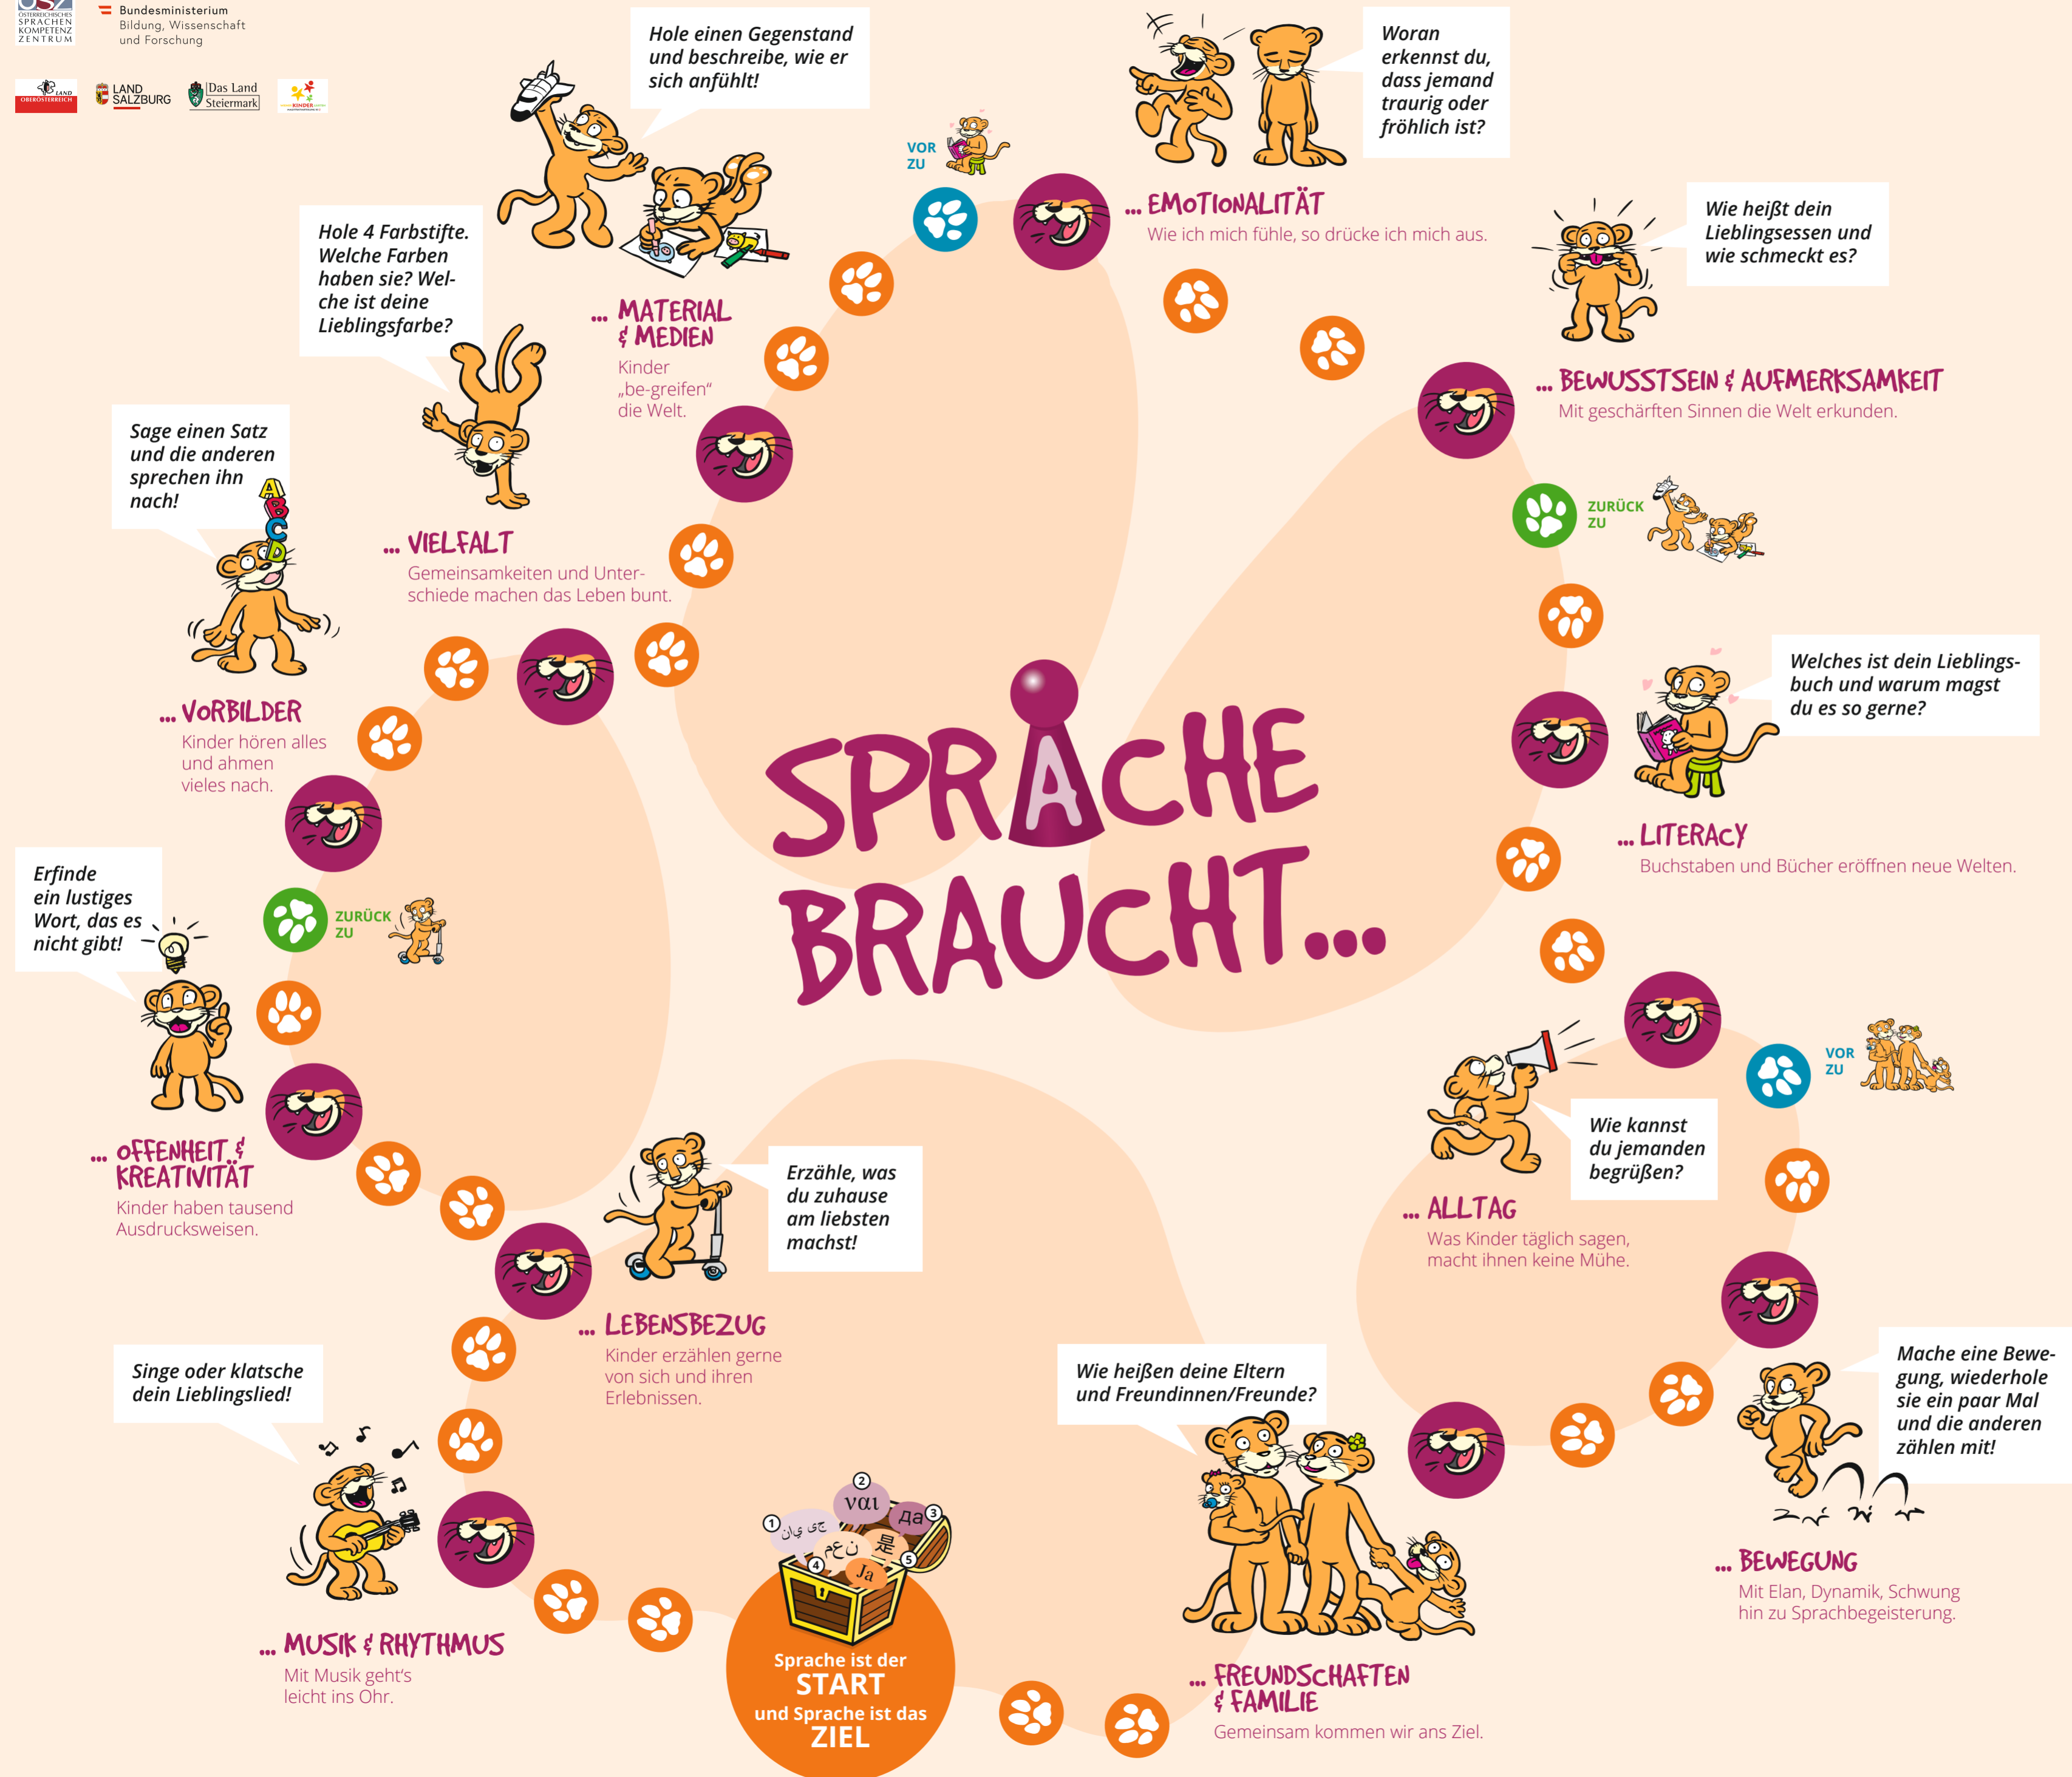 ÖSZ
ÖSTERREICHISCHES
SPRACHEN
KOMPETENZ
ZENTRUM
Bundesministerium
Bildung, Wissenschaft
und Forschung
LAND
OBERÖSTERREICH
LAND
SALZBURG
Das Land
Steiermark
Hole einen Gegenstand
und beschreibe, wie er
sich anfühlt!
... MATERIAL
& MEDIEN
Kinder
„be-greifen“
die Welt.
VOR
ZU
Woran
erkennst du,
dass jemand
traurig oder
fröhlich ist?
... EMOTIONALITÄT
Wie ich mich fühle, so drücke ich mich aus.
Wie heißt dein
Lieblingsessen und
wie schmeckt es?
... BEWUSSTSEIN & AUFMERKSAMKEIT
Mit geschärften Sinnen die Welt erkunden.
ZURÜCK
ZU
Hole 4 Farbstifte.
Welche Farben
haben sie? Wel-
che ist deine
Lieblingsfarbe?
... VIELFALT
Gemeinsamkeiten und Unter-
schiede machen das Leben bunt.
Sage einen Satz
und die anderen
sprechen ihn
nach!
A
B
C
D
... VORBILDER
Kinder hören alles
und ahmen
vieles nach.
SPRACHE
BRAUCHT...
Welches ist dein Lieblings-
buch und warum magst
du es so gerne?
... LITERACY
Buchstaben und Bücher eröffnen neue Welten.
Erfinde
ein lustiges
Wort, das es
nicht gibt!
ZURÜCK
ZU
... OFFENHEIT &
KREATIVITÄT
Kinder haben tausend
Ausdrucksweisen.
VOR
ZU
Wie kannst
du jemanden
begrüßen?
... ALLTAG
Was Kinder täglich sagen,
macht ihnen keine Mühe.
Erzähle, was
du zuhause
am liebsten
machst!
... LEBENSBEZUG
Kinder erzählen gerne
von sich und ihren
Erlebnissen.
Singe oder klatsche
dein Lieblingslied!
... MUSIK & RHYTHMUS
Mit Musik geht's
leicht ins Ohr.
Wie heißen deine Eltern
und Freundinnen/Freunde?
... FREUNDSCHAFTEN
& FAMILIE
Gemeinsam kommen wir ans Ziel.
Mache eine Bewe-
gung, wiederhole
sie ein paar Mal
und die anderen
zählen mit!
... BEWEGUNG
Mit Elan, Dynamik, Schwung
hin zu Sprachbegeisterung.
2
ναι
1
3
да
4
是
5
Ja
Sprache ist der
START
und Sprache ist das
ZIEL